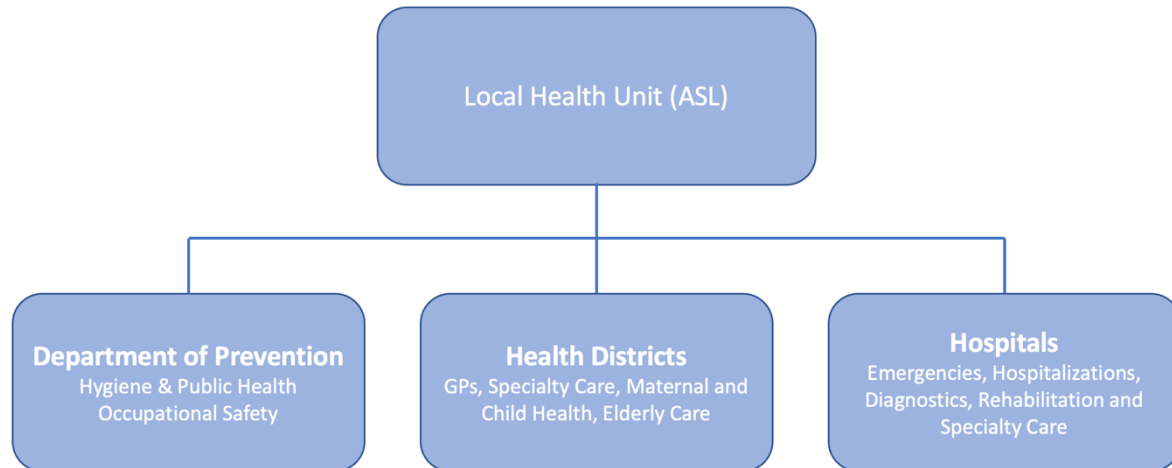 Local Health Unit (ASL)
Department of Prevention
Hygiene & Public Health
Occupational Safety
Health Districts
GPs, Specialty Care, Maternal and
Child Health, Elderly Care
Hospitals
Emergencies, Hospitalizations,
Diagnostics, Rehabilitation and
Specialty Care